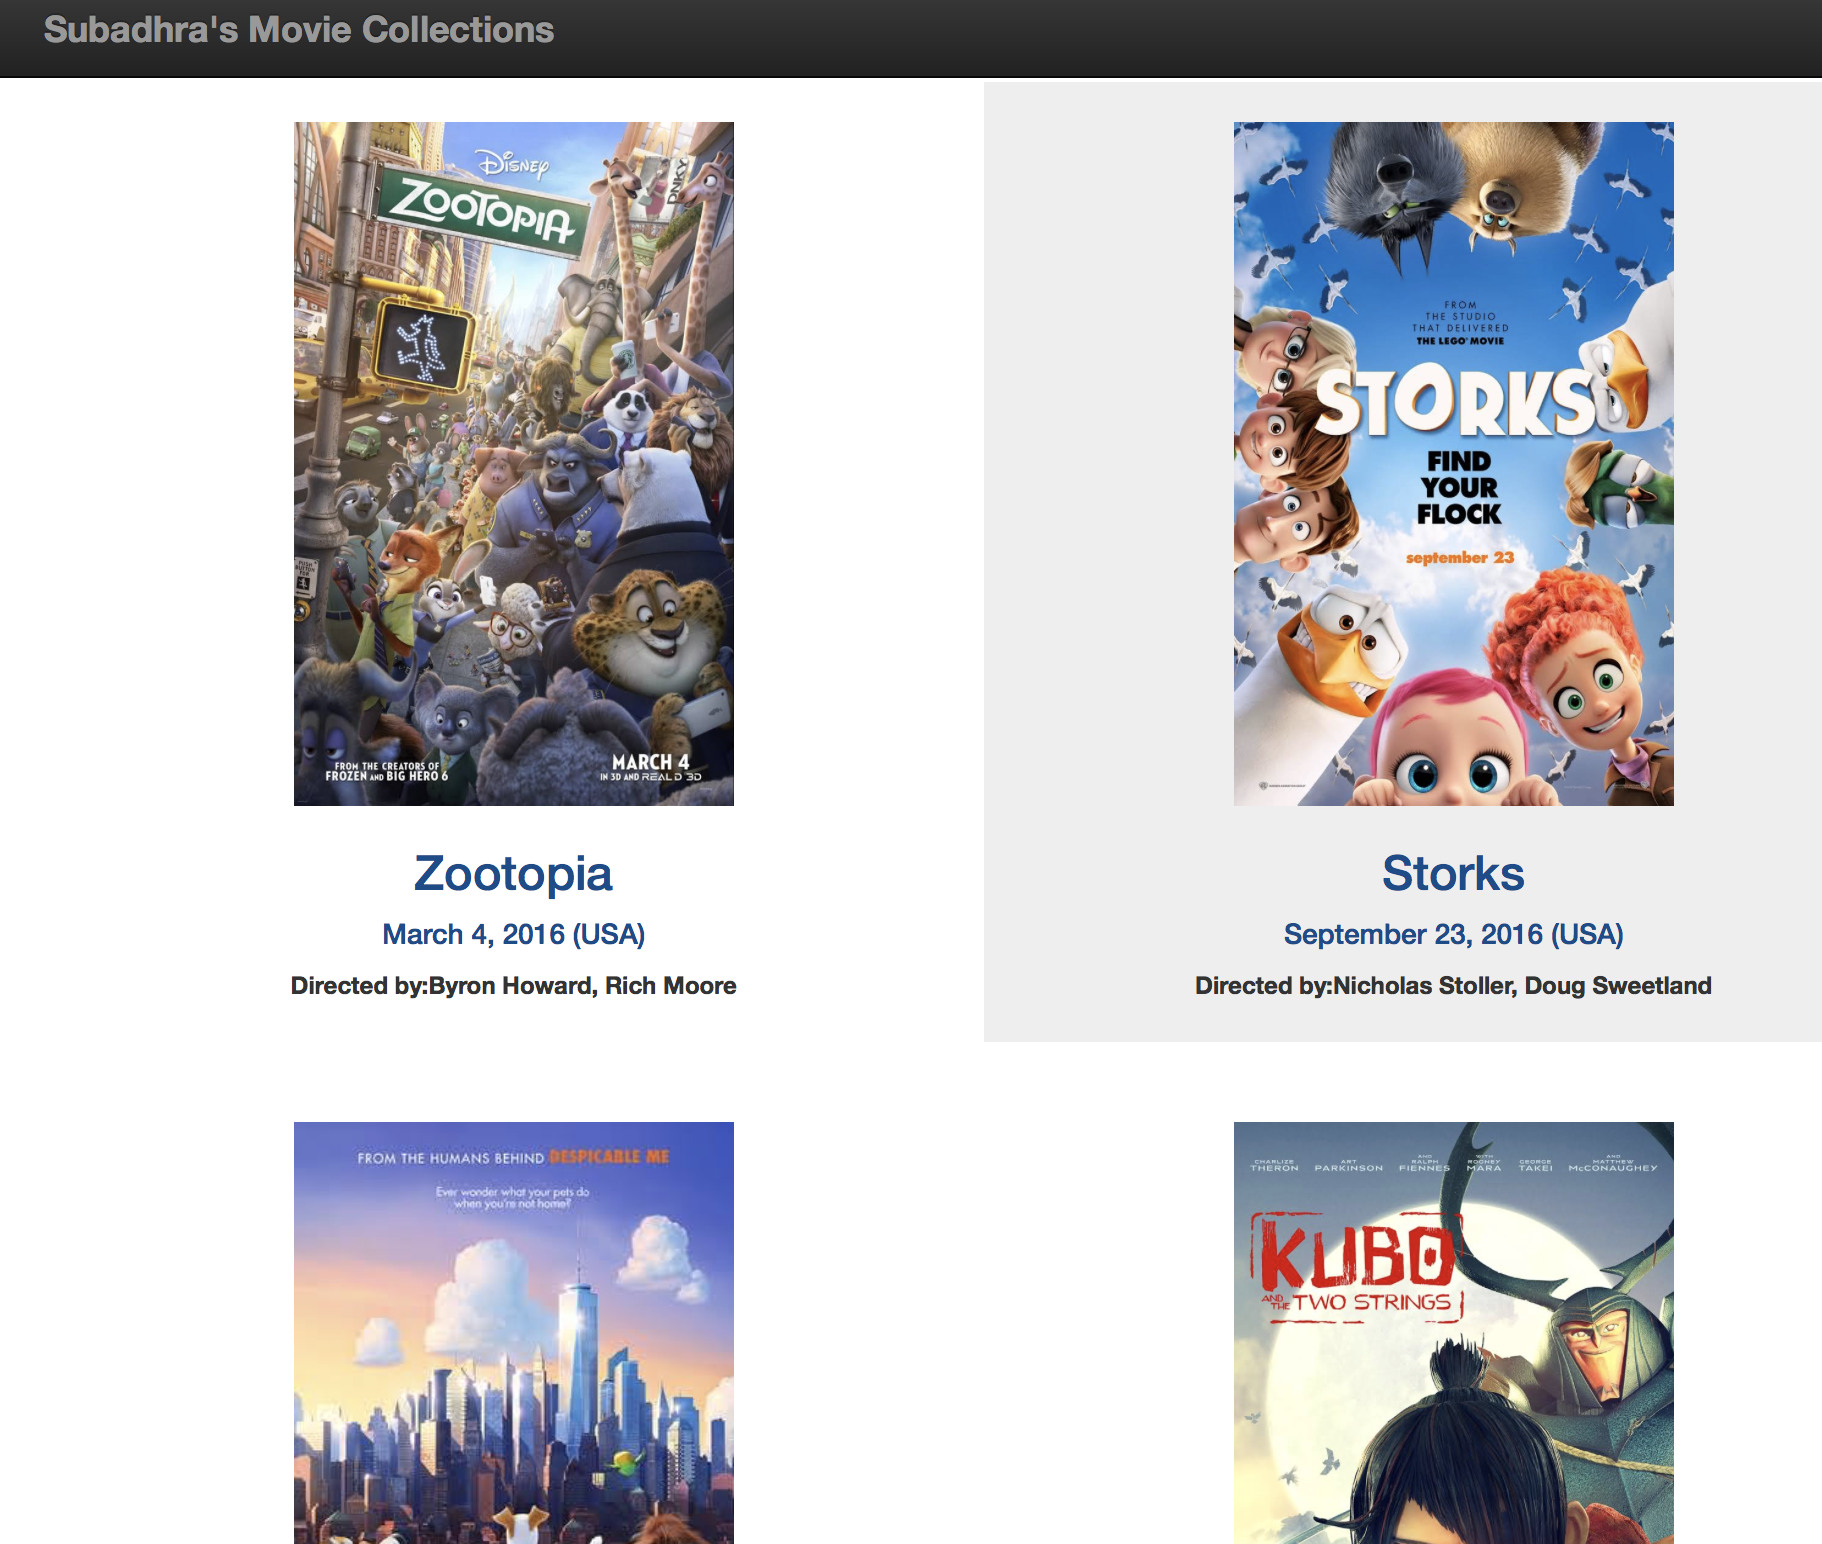 Subadhra's Movie Collections
Disney
ZOOTOPIA
DNKY
FROM THE CREATORS OF
FROZEN AND BIG HERO 6
MARCH 4
IN 3D AND REAL D 3D
Zootopia
March 4, 2016 (USA)
Directed by:Byron Howard, Rich Moore
FROM
THE STUDIO
THAT DELIVERED
THE LEGO® MOVIE
STORKS
FIND
YOUR
FLOCK
september 23
Storks
September 23, 2016 (USA)
Directed by:Nicholas Stoller, Doug Sweetland
FROM THE HUMANS BEHIND DESPICABLE ME
Ever wonder what your pets do
when you're not home?
CHARLIZE THERON ART PARKINSON AND RALPH FIENNES WITH ROONEY MARA GEORGE TAKEI AND MATTHEW McCONAUGHEY
KUBO
AND THE TWO STRINGS